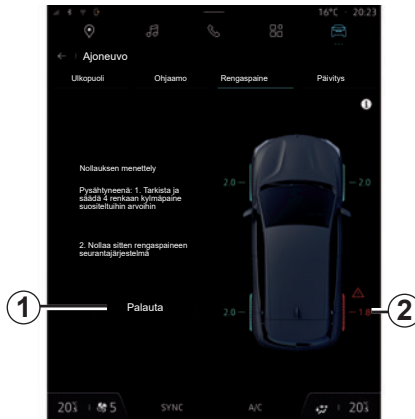 16°C 20:23
Ajoneuvo
Ulkopuoli Ohjaamo Rengaspaine Päivitys
Nollauksen menettely
Pysähtyneenä: 1. Tarkista ja
säädä 4 renkaan kylmäpaine
suositeltuihin arvoihin
2.0 2.0
2. Nollaa sitten rengaspaineen
seurantajärjestelmä
1 Palauta 2.0 1.8 2
20 5 SYNC A/C 20